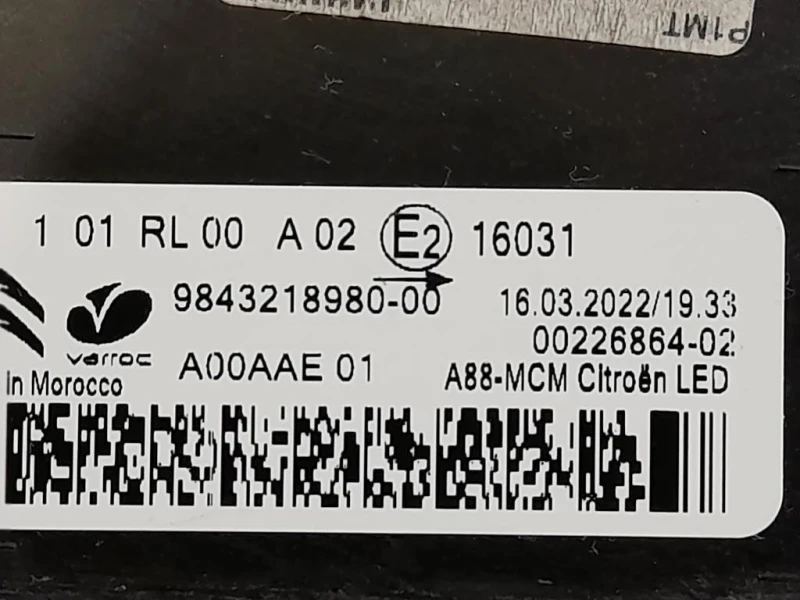 P1MT
1 01 RL 00 A 02 E2 16031
9843218980-00 16.03.2022/19.33
varroc 00226864-02
A00AAE 01 A88-MCM Citroën LED
in Morocco